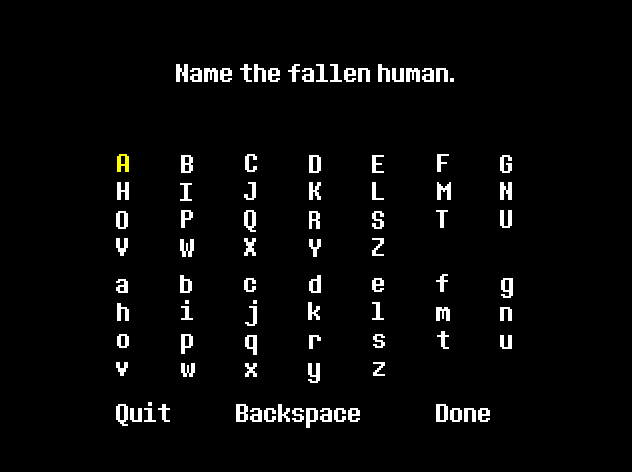 Name the fallen human.
A B C D E F G
H I J K L M N
O P Q R S T U
V W X Y Z
a b c d e f g
h i j k l m n
o p q r s t u
v w x y z
Quit Backspace Done